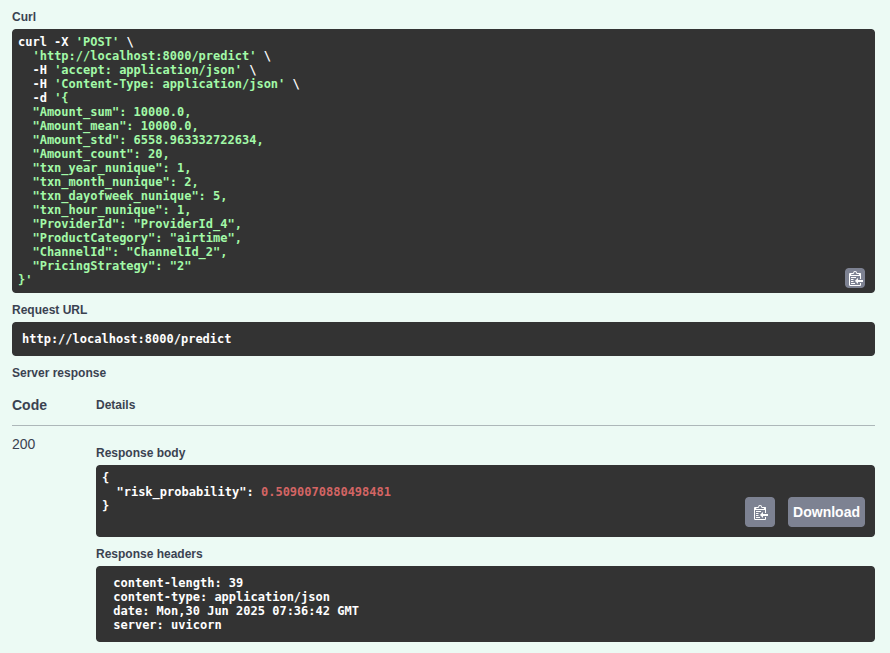 Curl
curl -X 'POST' \
  'http://localhost:8000/predict' \
  -H 'accept: application/json' \
  -H 'Content-Type: application/json' \
  -d '{
  "Amount_sum": 10000.0,
  "Amount_mean": 10000.0,
  "Amount_std": 6558.963332722634,
  "Amount_count": 20,
  "txn_year_nunique": 1,
  "txn_month_nunique": 2,
  "txn_dayofweek_nunique": 5,
  "txn_hour_nunique": 1,
  "ProviderId": "ProviderId_4",
  "ProductCategory": "airtime",
  "ChannelId": "ChannelId_2",
  "PricingStrategy": "2"
}'
Request URL
http://localhost:8000/predict
Server response
Code Details
200
Response body
{
  "risk_probability": 0.5090070880498481
}
Download
Response headers
content-length: 39
content-type: application/json
date: Mon,30 Jun 2025 07:36:42 GMT
server: uvicorn